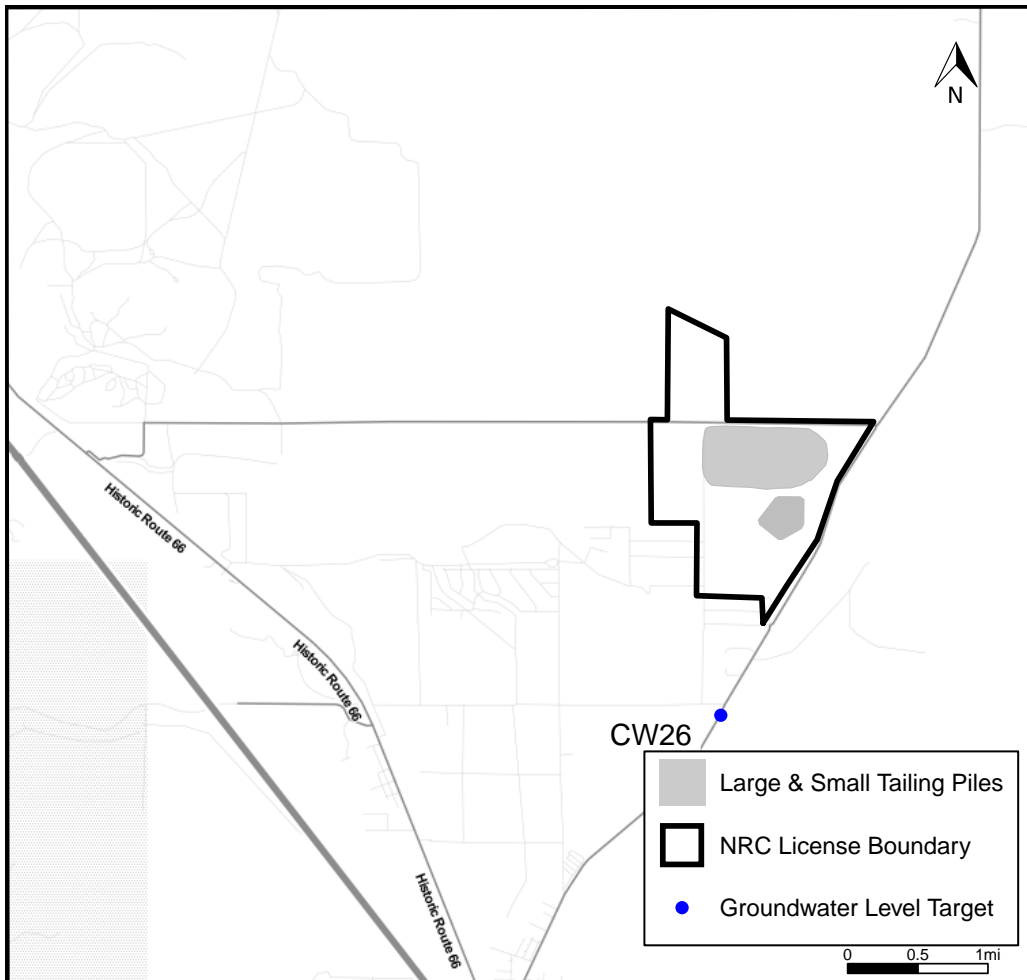 N
Historic Route 66
Historic Route 66
CW26
Large & Small Tailing Piles
NRC License Boundary
Groundwater Level Target
Historic Route 66
0 0.5 1mi